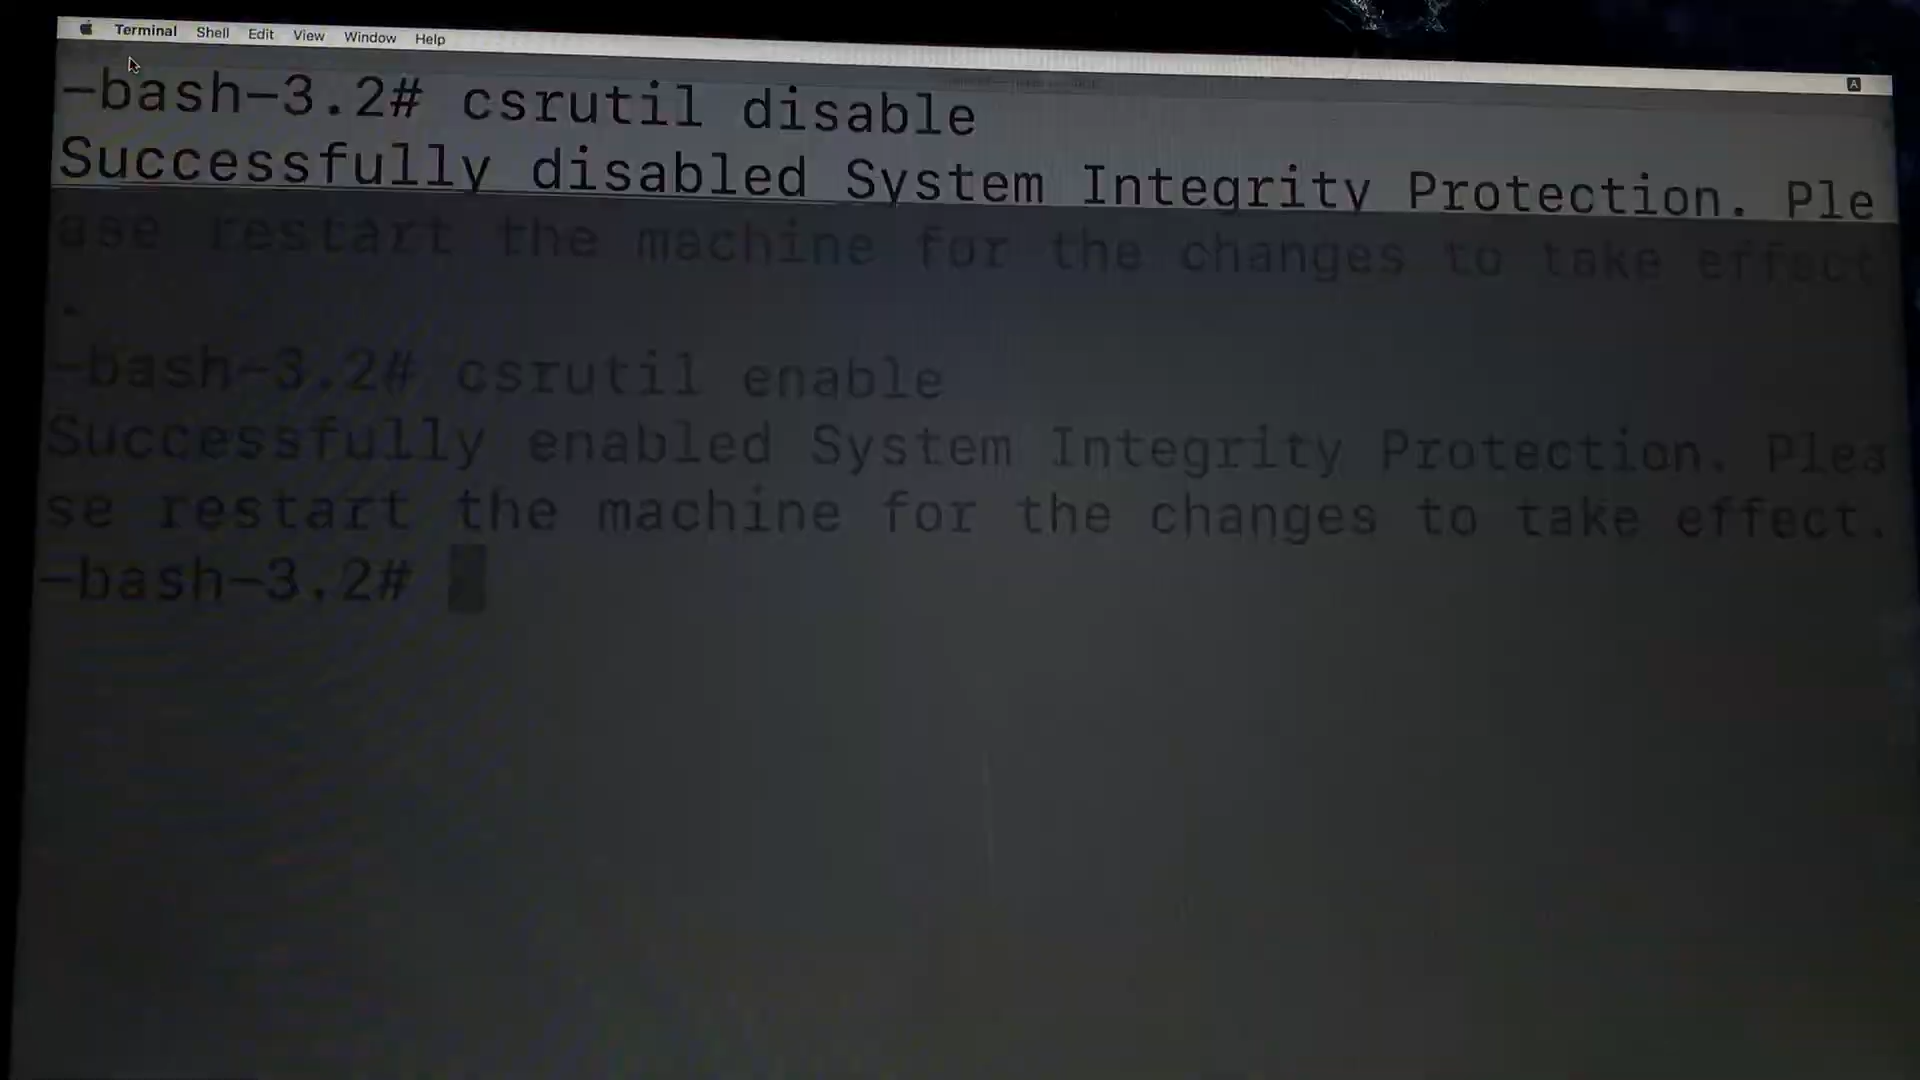 Terminal Shell Edit View Window Help
A
-bash-3.2# csrutil disable
Successfully disabled System Integrity Protection. Ple
ase restart the machine for the changes to take effect
.
-bash-3.2# csrutil enable
Successfully enabled System Integrity Protection. Plea
se restart the machine for the changes to take effect.
-bash-3.2#